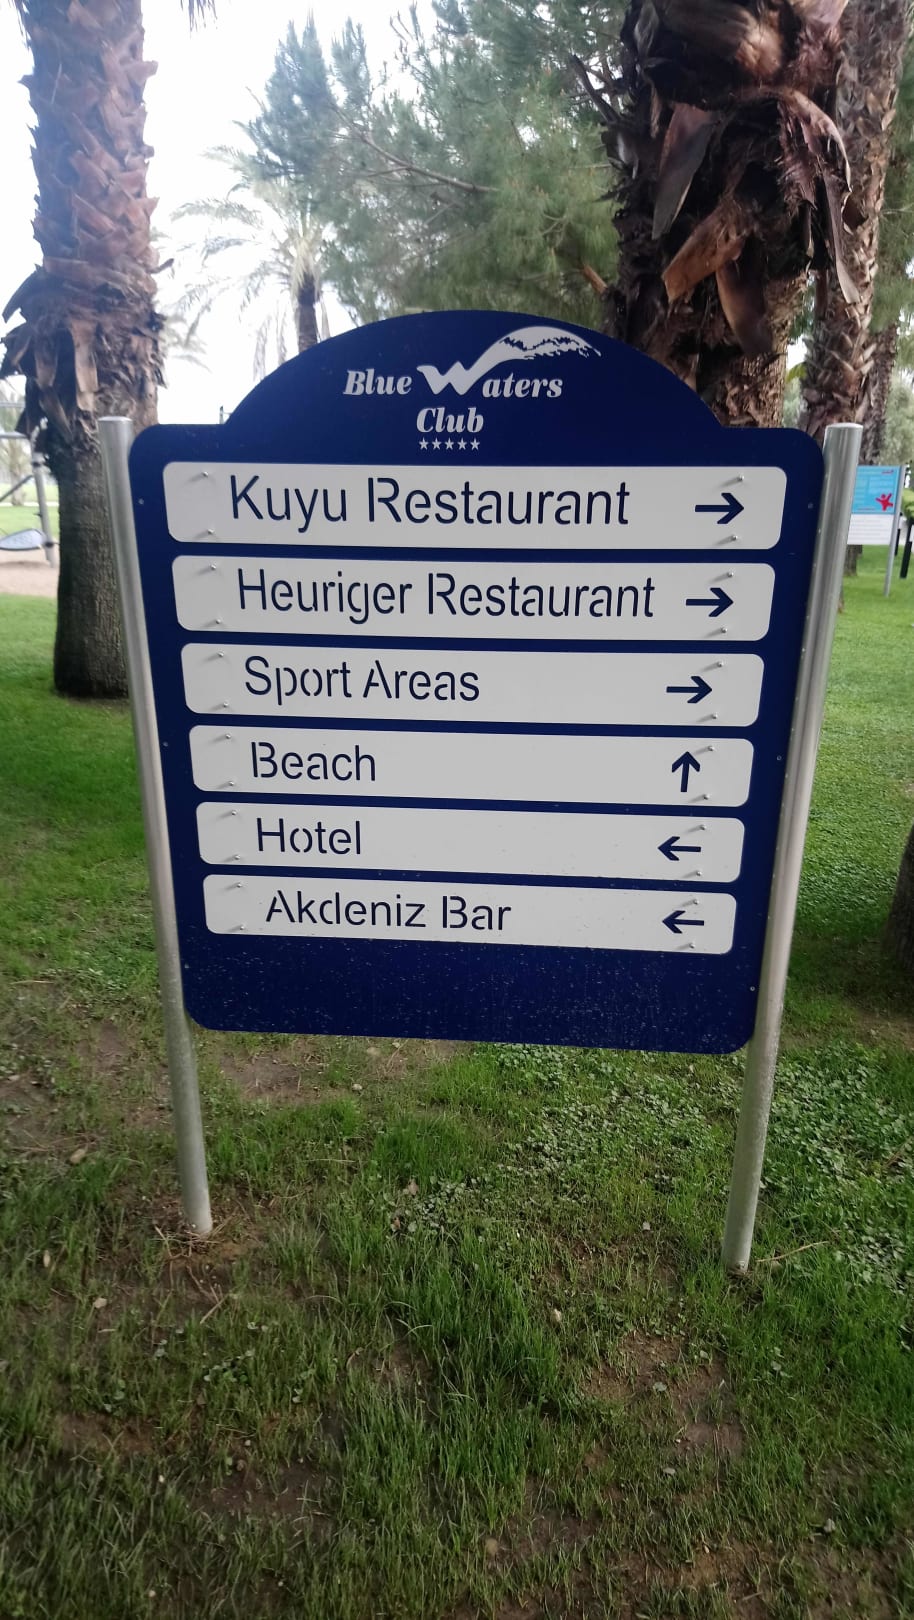 Blue Waters
Club
★★★★★
Kuyu Restaurant →
Heuriger Restaurant →
Sport Areas →
Beach ↑
Hotel ←
Akdeniz Bar ←